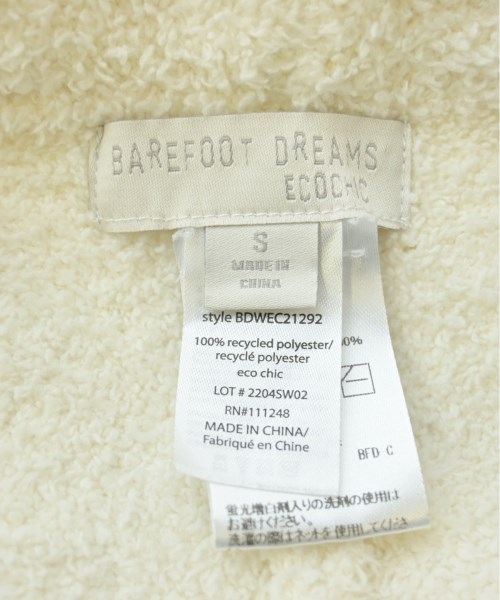 BAREFOOT DREAMS
ECOCHIC
S
MADE IN
CHINA
style BDWEC21292
100% recycled polyester/
recyclé polyester
eco chic
LOT # 2204SW02
RN#111248
MADE IN CHINA/
Fabriqué en Chine
BFD C
蛍光増白剤入りの洗剤の使用は
お避けください。
洗濯の際はネットを使用してくだ